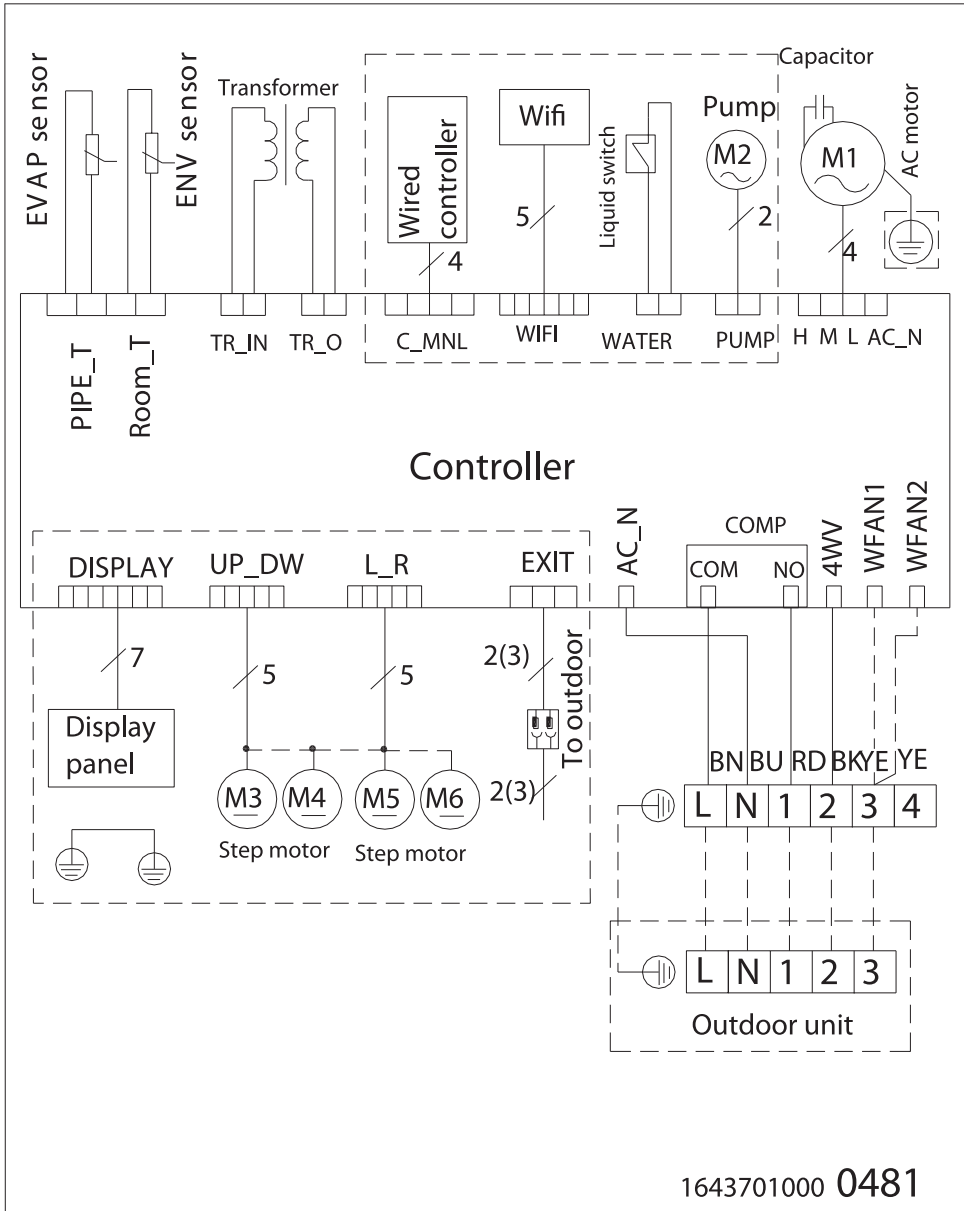 EVAP sensor
ENV sensor
Transformer
Wired
controller
4
Wifi
5
Liquid switch
Pump
M2
2
Capacitor
M1
AC motor
4
PIPE_T
Room_T
TR_IN
TR_O
C_MNL
WIFI
WATER
PUMP
H M L AC_N
Controller
DISPLAY
UP_DW
L_R
EXIT
AC_N
COMP
COM
NO
4WV
WFAN1
WFAN2
7
5
5
2(3)
To outdoor
2(3)
Display
panel
M3
M4
M5
M6
Step motor
Step motor
BN BU RD BK YE YE
L N 1 2 3 4
L N 1 2 3
Outdoor unit
1643701000 0481